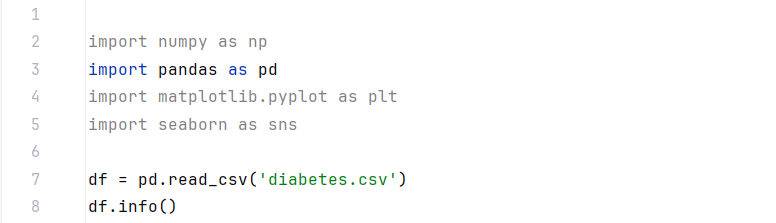 1
2 import numpy as np
3 import pandas as pd
4 import matplotlib.pyplot as plt
5 import seaborn as sns
6
7 df = pd.read_csv('diabetes.csv')
8 df.info()